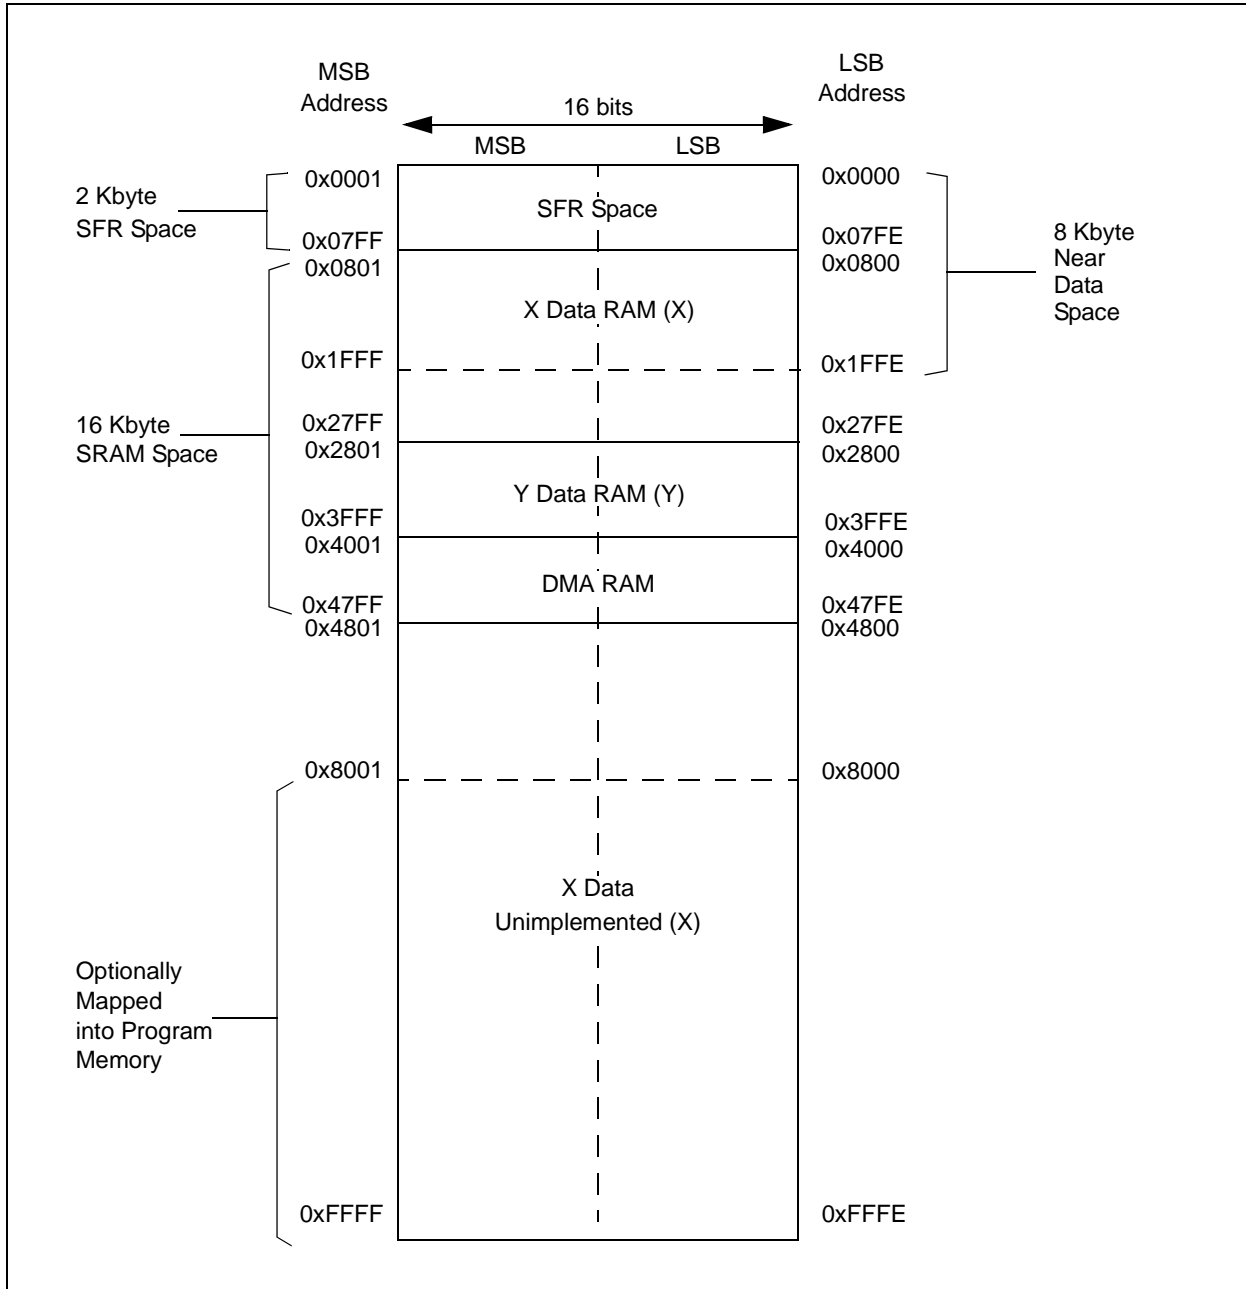 MSB
Address
LSB
Address
16 bits
MSB
LSB
2 Kbyte
SFR Space
0x0001
SFR Space
0x0000
0x07FF
0x07FE
0x0801
0x0800
8 Kbyte
Near
Data
Space
X Data RAM (X)
0x1FFF
0x1FFE
16 Kbyte
SRAM Space
0x27FF
0x27FE
0x2801
0x2800
Y Data RAM (Y)
0x3FFF
0x3FFE
0x4001
0x4000
DMA RAM
0x47FF
0x47FE
0x4801
0x4800
0x8001
0x8000
X Data
Unimplemented (X)
Optionally
Mapped
into Program
Memory
0xFFFF
0xFFFE